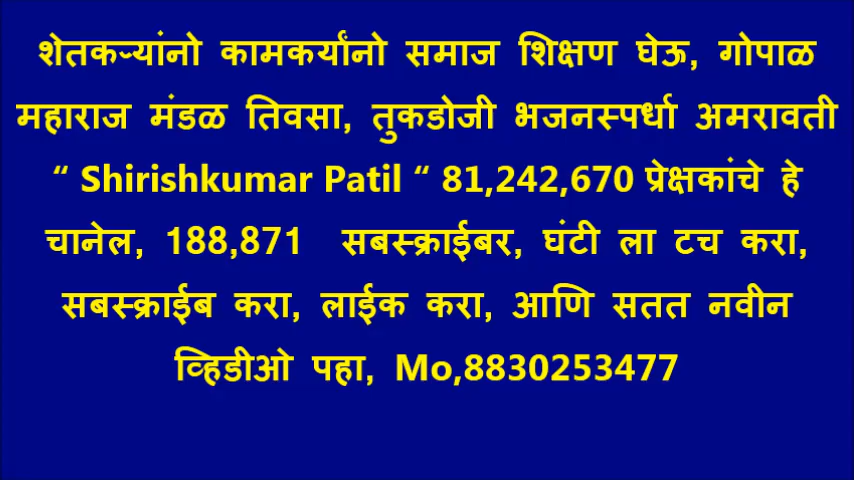 शेतकऱ्यांनो कामकर्यांनो समाज शिक्षण घेऊ, गोपाळ
महाराज मंडळ तिवसा, तुकडोजी भजनस्पर्धा अमरावती
“ Shirishkumar Patil “ 81,242,670 प्रेक्षकांचे हे
चानेल, 188,871 सबस्क्राईबर, घंटी ला टच करा,
सबस्क्राईब करा, लाईक करा, आणि सतत नवीन
व्हिडीओ पहा, Mo,8830253477